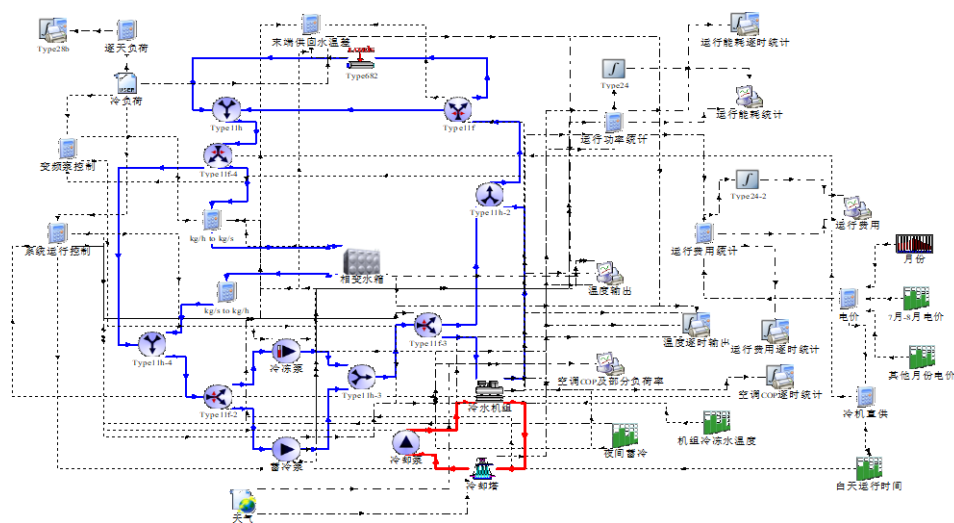 Type28b
逐天负荷
末端供回水温差
运行能耗逐时统计
Type682
冷负荷
USER
Type24
运行能耗统计
Type11h
Type11f
运行功率统计
变频泵控制
Type11f-4
Type11h-2
Type24-2
运行费用
系统运行控制
kg/h to kg/s
运行费用统计
月份
相变水箱
温度输出
kg/s to kg/h
电价
7月-8月电价
Type11h-4
Type11f-3
温度逐时输出
运行费用逐时统计
冷冻泵
其他月份电价
Type11h-3
空调COP及部分负荷率
空调COP逐时统计
Type11f-2
冷水机组
冷机直供
蓄冷泵
冷却泵
夜间蓄冷
机组冷冻水温度
冷却塔
白天运行时间
天气